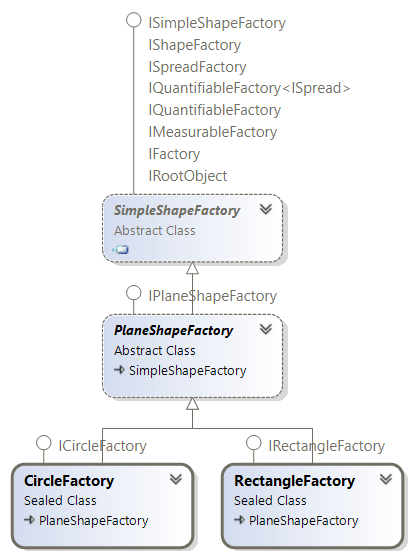 ISimpleShapeFactory
IShapeFactory
ISpreadFactory
IQuantifiableFactory<ISpread>
IQuantifiableFactory
IMeasurableFactory
IFactory
IRootObject
SimpleShapeFactory
Abstract Class
IPlaneShapeFactory
PlaneShapeFactory
Abstract Class
SimpleShapeFactory
ICircleFactory
IRectangleFactory
CircleFactory
Sealed Class
PlaneShapeFactory
RectangleFactory
Sealed Class
PlaneShapeFactory